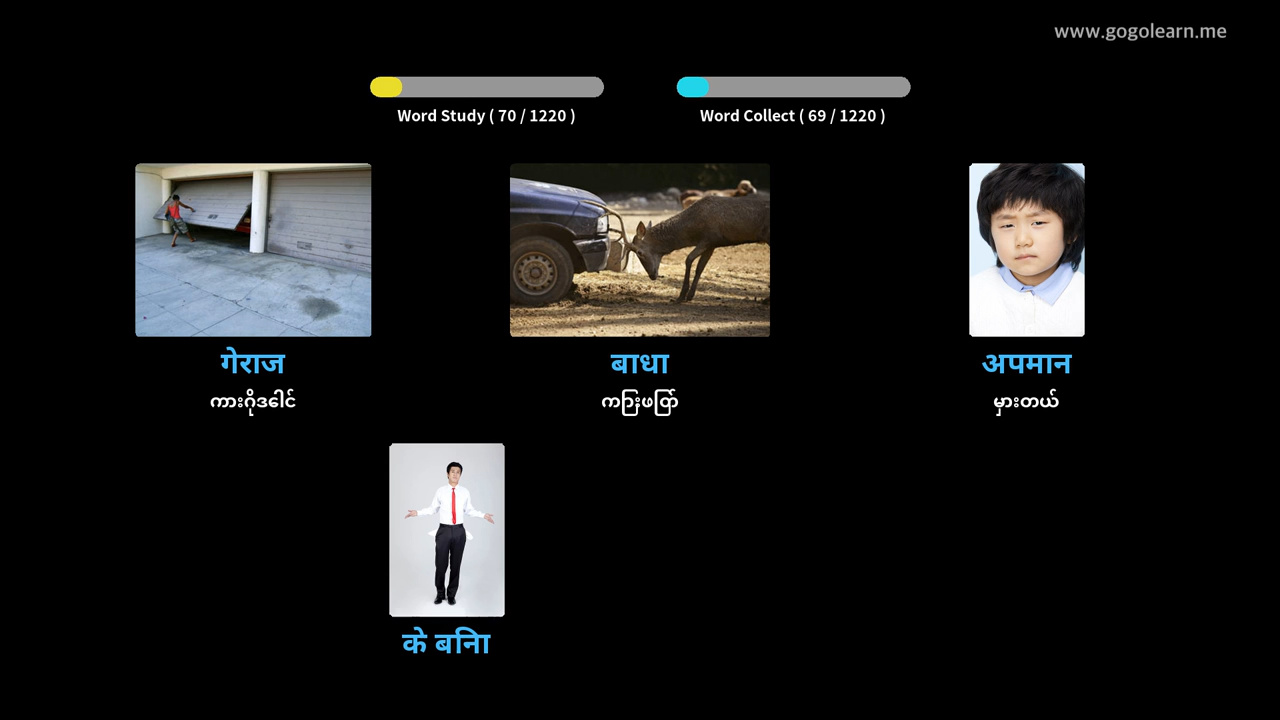 www.gogolearn.me
Word Study ( 70 / 1220 )
Word Collect ( 69 / 1220 )
गेराज
बाधा
अपमान
ကားဂိုဒေါင်
ကြားဖြတ်
မှားတယ်
के बिना